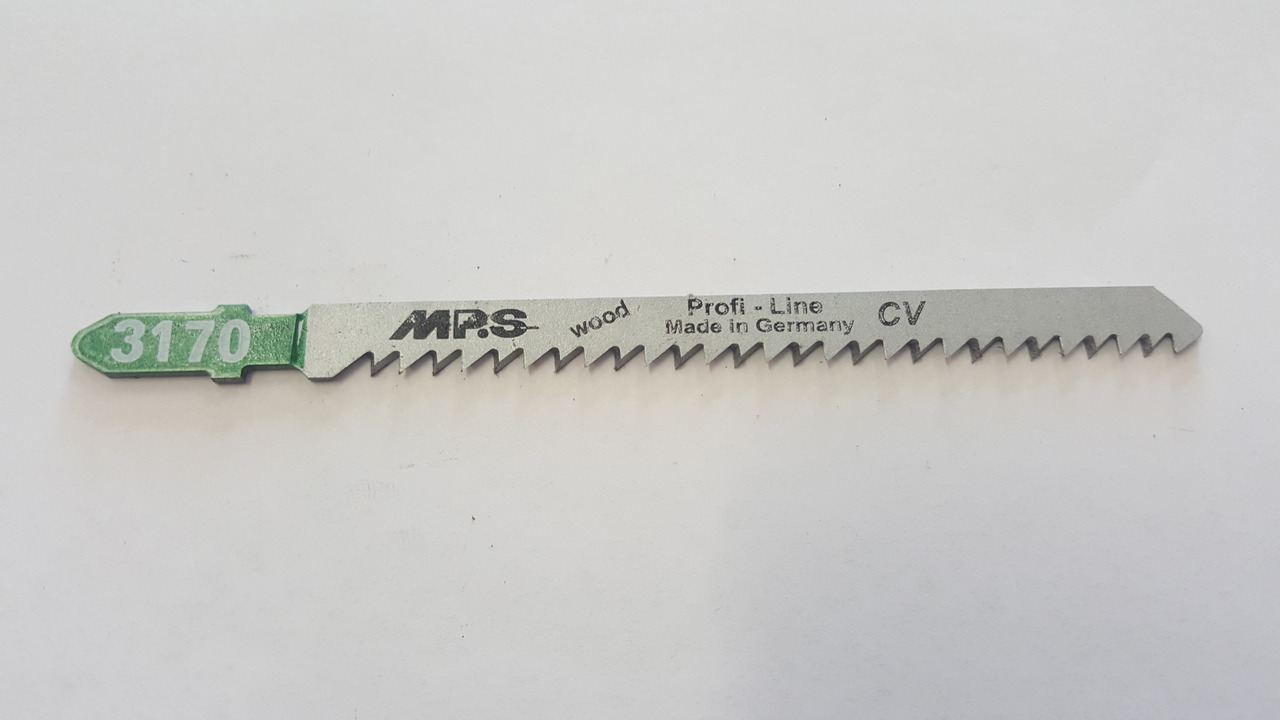 3170
MPS
wood
Profi - Line
Made in Germany
CV